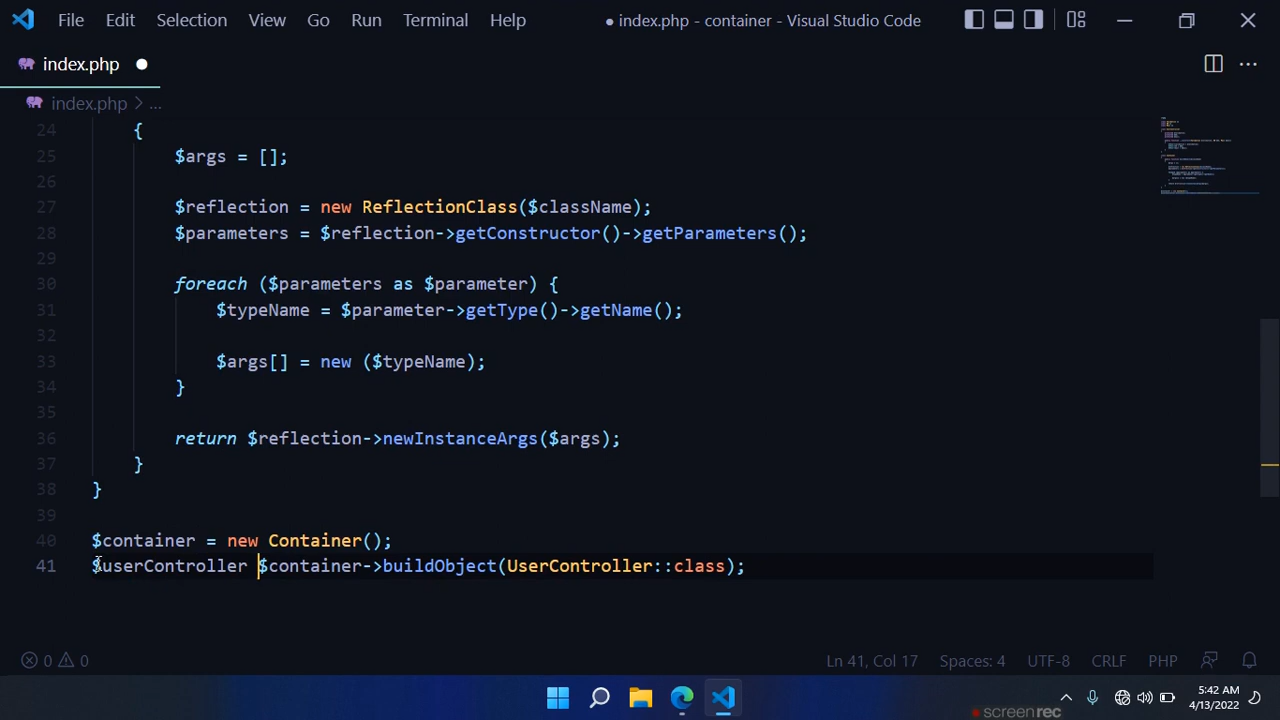 File Edit Selection View Go Run Terminal Help ● index.php - container - Visual Studio Code
index.php ●
index.php > ...
24 {
25 $args = [];
26
27 $reflection = new ReflectionClass($className);
28 $parameters = $reflection->getConstructor()->getParameters();
29
30 foreach ($parameters as $parameter) {
31 $typeName = $parameter->getType()->getName();
32
33 $args[] = new ($typeName);
34 }
35
36 return $reflection->newInstanceArgs($args);
37 }
38 }
39
40 $container = new Container();
41 $userController $container->buildObject(UserController::class);
0 0 Ln 41, Col 17 Spaces: 4 UTF-8 CRLF PHP
5:42 AM
4/13/2022
screenrec